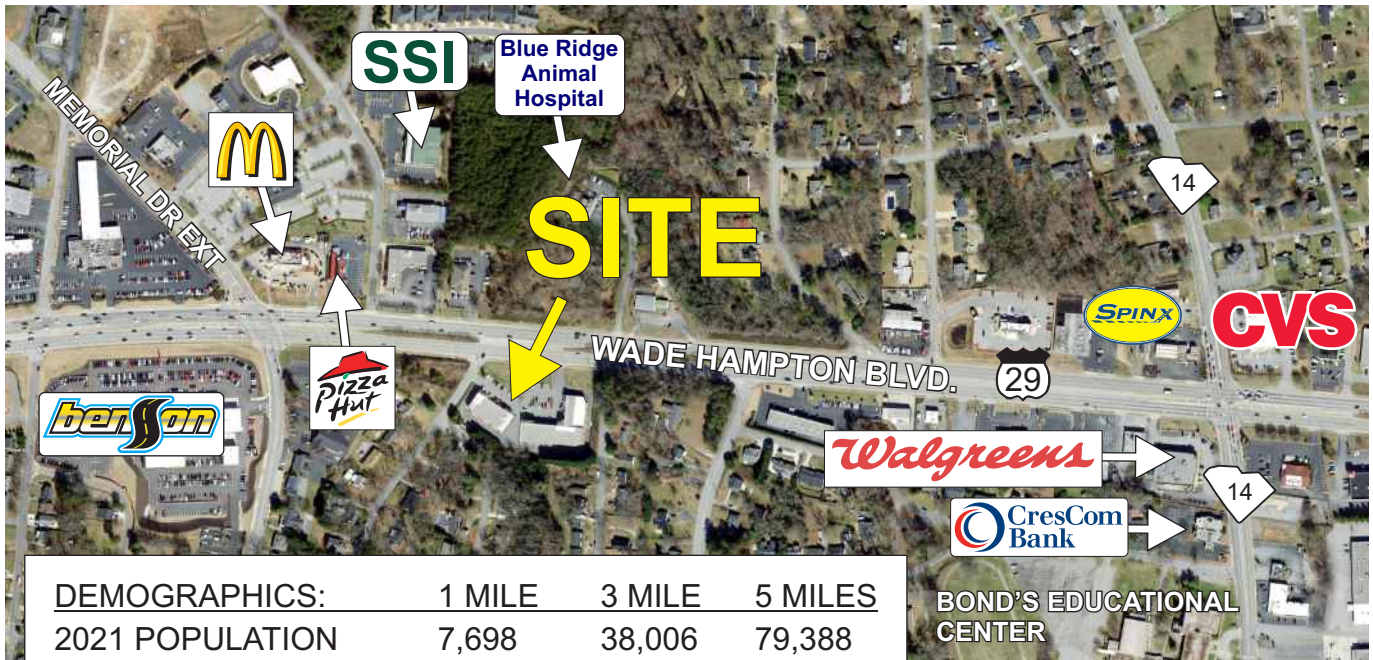 SSI
Blue Ridge
Animal
Hospital
MEMORIAL DR EXT
M
14
SITE
SPINX
CVS
WADE HAMPTON BLVD.
29
Pizza
Hut
benson
Walgreens
14
CresCom
Bank
BOND'S EDUCATIONAL
CENTER
DEMOGRAPHICS: 1 MILE 3 MILE 5 MILES
2021 POPULATION 7,698 38,006 79,388